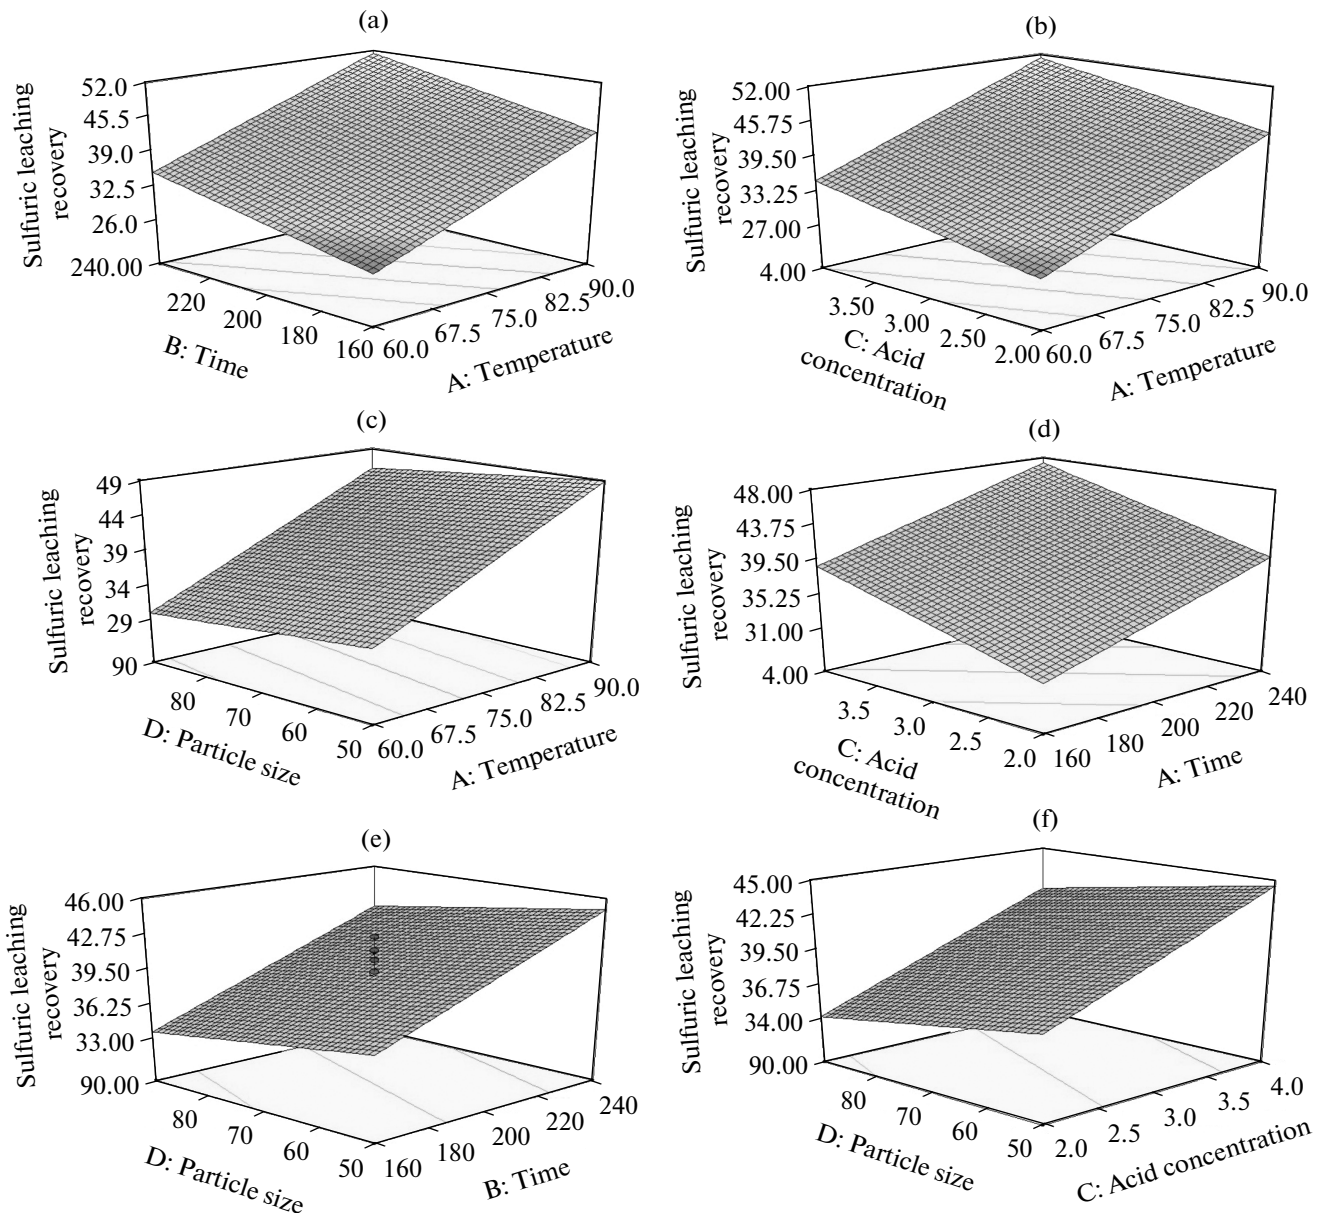 (a)
Sulfuric leaching
recovery
52.0
45.5
39.0
32.5
26.0
240.00
220
200
180
160
60.0
67.5
75.0
82.5
90.0
B: Time
A: Temperature
(b)
Sulfuric leaching
recovery
52.00
45.75
39.50
33.25
27.00
4.00
3.50
3.00
2.50
2.00
60.0
67.5
75.0
82.5
90.0
C: Acid
concentration
A: Temperature
(c)
Sulfuric leaching
recovery
49
44
39
34
29
90
80
70
60
50
60.0
67.5
75.0
82.5
90.0
D: Particle size
A: Temperature
(d)
Sulfuric leaching
recovery
48.00
43.75
39.50
35.25
31.00
4.00
3.5
3.0
2.5
2.0
160
180
200
220
240
C: Acid
concentration
A: Time
(e)
Sulfuric leaching
recovery
46.00
42.75
39.50
36.25
33.00
90.00
80
70
60
50
160
180
200
220
240
D: Particle size
B: Time
(f)
Sulfuric leaching
recovery
45.00
42.25
39.50
36.75
34.00
90.00
80
70
60
50
2.0
2.5
3.0
3.5
4.0
D: Particle size
C: Acid concentration